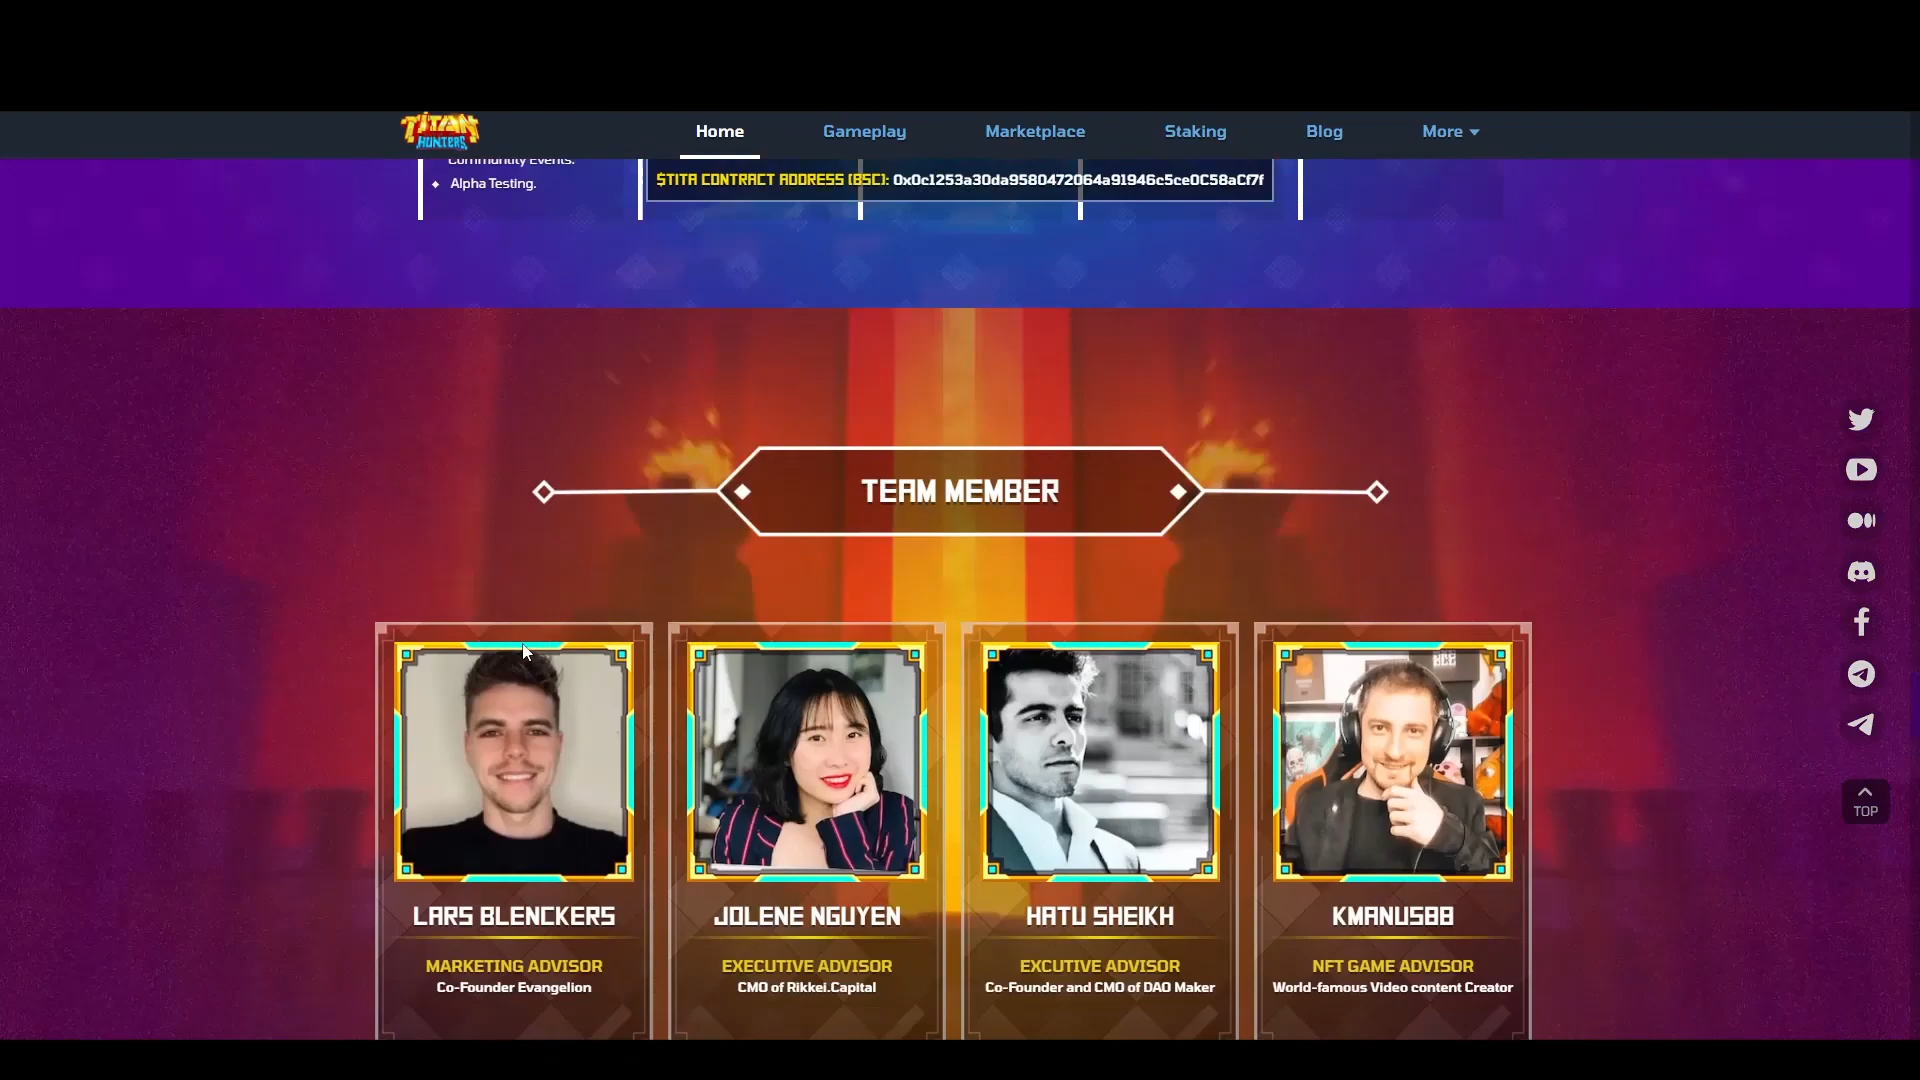 TITAN
HUNTERS
Home
Gameplay
Marketplace
Staking
Blog
More
Community Events.
Alpha Testing.
$TITA CONTRACT ADDRESS (BSC): 0x0c1253a30da9580472064a91946c5ce0C58aCf7f
TEAM MEMBER
LARS BLENCKERS
MARKETING ADVISOR
Co-Founder Evangelion
JOLENE NGUYEN
EXECUTIVE ADVISOR
CMO of Rikkei.Capital
HATU SHEIKH
EXCUTIVE ADVISOR
Co-Founder and CMO of DAO Maker
KMANUS88
NFT GAME ADVISOR
World-famous Video content Creator
TOP